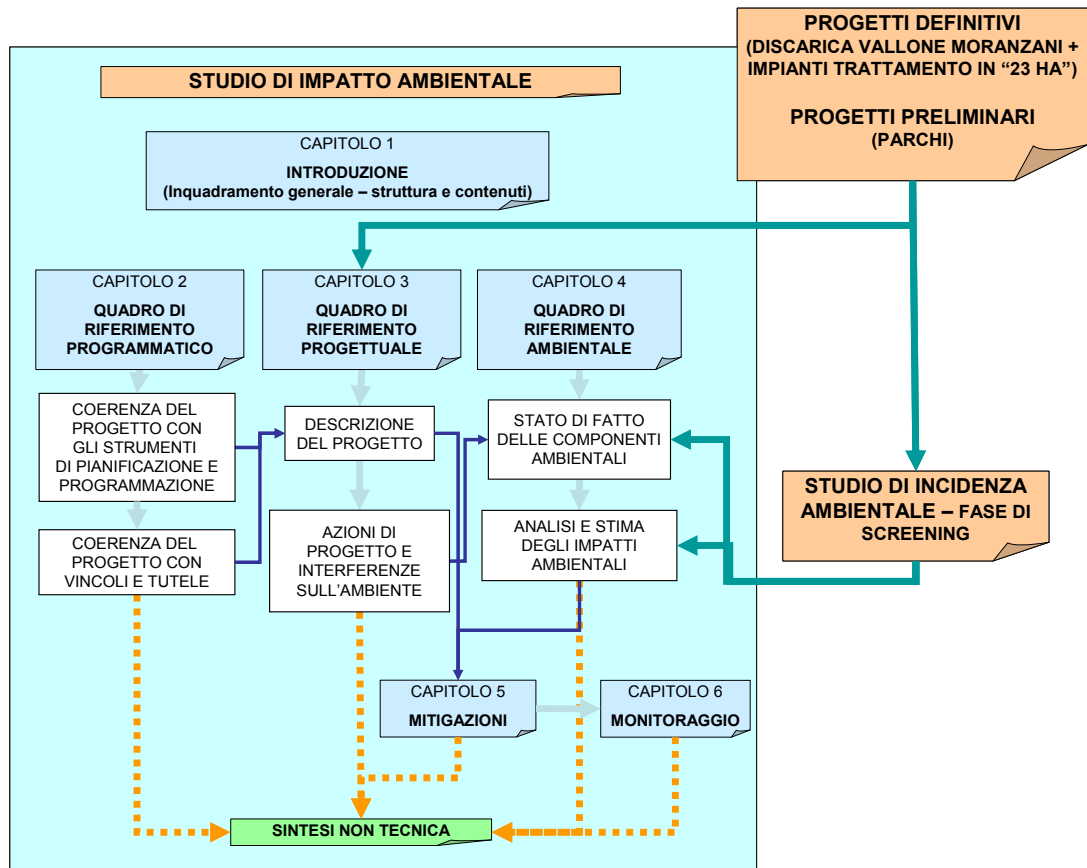 PROGETTI DEFINITIVI
(DISCARICA VALLONE MORANZANI +
IMPIANTI TRATTAMENTO IN “23 HA”)
PROGETTI PRELIMINARI
(PARCHI)
STUDIO DI IMPATTO AMBIENTALE
CAPITOLO 1
INTRODUZIONE
(Inquadramento generale – struttura e contenuti)
CAPITOLO 2
QUADRO DI
RIFERIMENTO
PROGRAMMATICO
CAPITOLO 3
QUADRO DI
RIFERIMENTO
PROGETTUALE
CAPITOLO 4
QUADRO DI
RIFERIMENTO
AMBIENTALE
COERENZA DEL
PROGETTO CON
GLI STRUMENTI
DI PIANIFICAZIONE E
PROGRAMMAZIONE
DESCRIZIONE
DEL PROGETTO
STATO DI FATTO
DELLE COMPONENTI
AMBIENTALI
STUDIO DI INCIDENZA
AMBIENTALE – FASE DI
SCREENING
COERENZA DEL
PROGETTO CON
VINCOLI E TUTELE
AZIONI DI
PROGETTO E
INTERFERENZE
SULL’AMBIENTE
ANALISI E STIMA
DEGLI IMPATTI
AMBIENTALI
CAPITOLO 5
MITIGAZIONI
CAPITOLO 6
MONITORAGGIO
SINTESI NON TECNICA